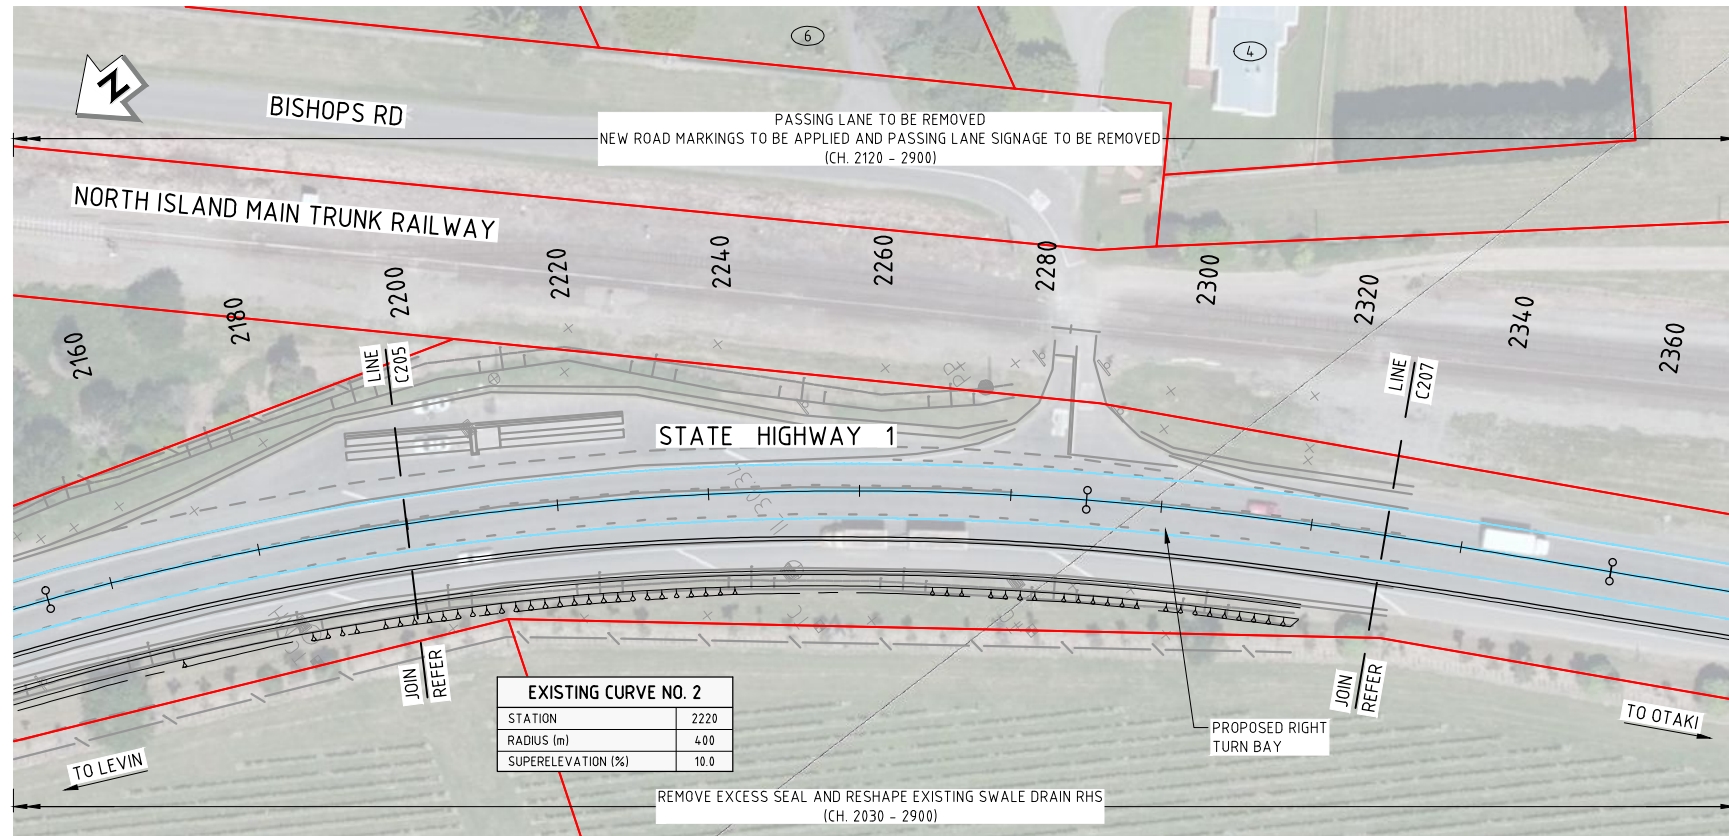 6
4
N
BISHOPS RD
PASSING LANE TO BE REMOVED
NEW ROAD MARKINGS TO BE APPLIED AND PASSING LANE SIGNAGE TO BE REMOVED
(CH. 2120 - 2900)
NORTH ISLAND MAIN TRUNK RAILWAY
2160
2180
2200
2220
2240
2260
2280
2300
2320
2340
2360
LINE
C205
LINE
C207
STATE HIGHWAY 1
JOIN
REFER
JOIN
REFER
EXISTING CURVE NO. 2
STATION 2220
RADIUS (m) 400
SUPERELEVATION (%) 10.0
PROPOSED RIGHT
TURN BAY
TO OTAKI
TO LEVIN
REMOVE EXCESS SEAL AND RESHAPE EXISTING SWALE DRAIN RHS
(CH. 2030 - 2900)